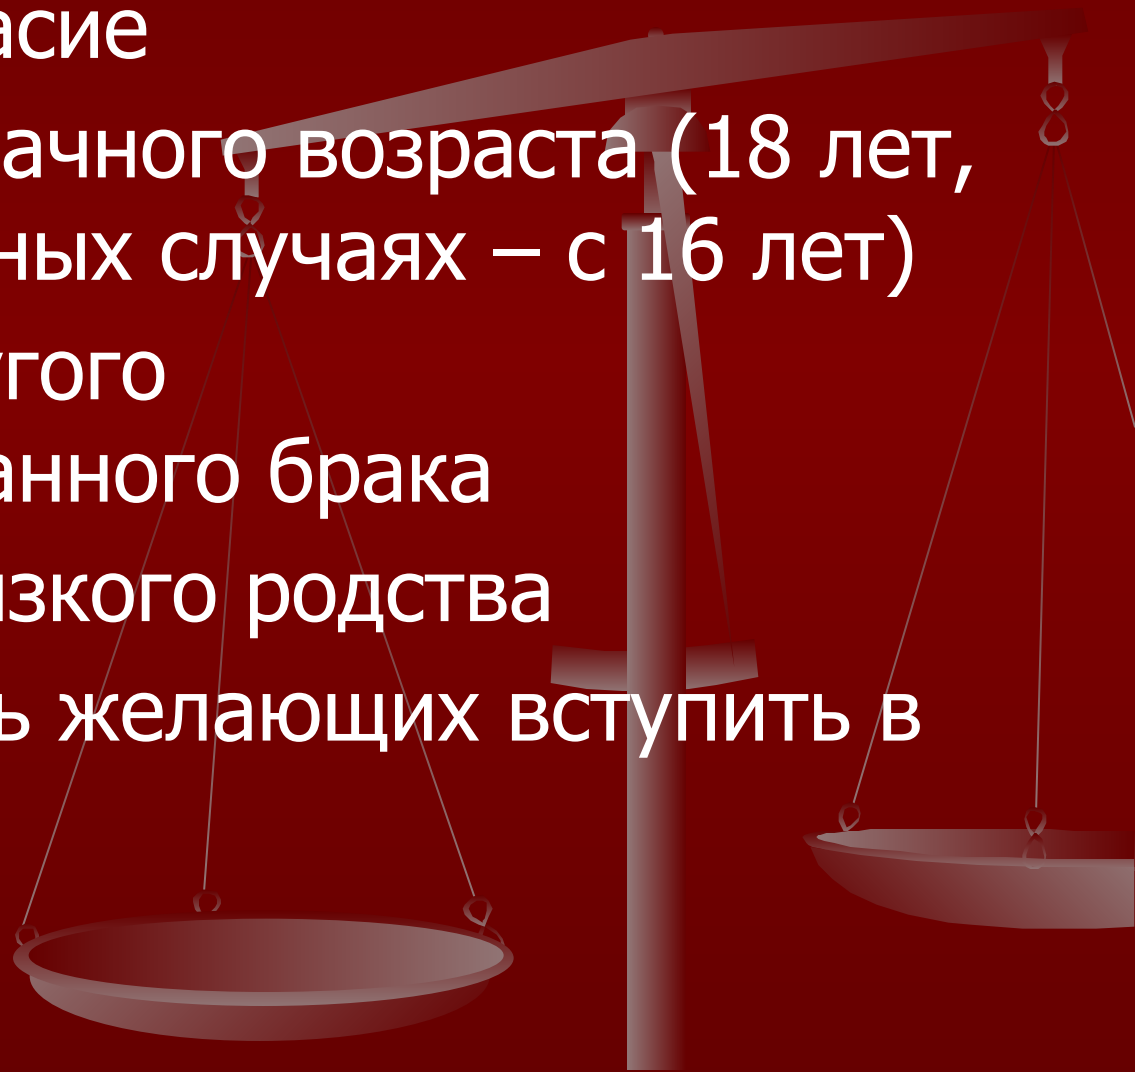 асие
ачного возраста (18 лет,
ных случаях – с 16 лет)
угого
анного брака
изкого родства
ь желающих вступить в